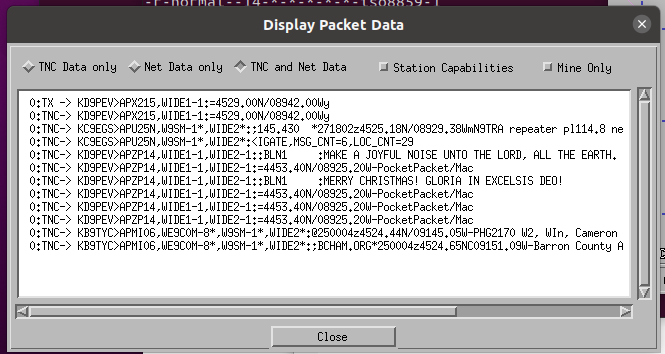 -r-normal--14-*-*-*-*-*-iso8859-1
Display Packet Data
TNC Data only Net Data only TNC and Net Data Station Capabilities Mine Only
0:TX -> KD9PEV>APX215,WIDE1-1:=4529.00N/08942.00Wy
0:TNC-> KD9PEV>APX215,WIDE1-1:=4529.00N/08942.00Wy
0:TNC-> KC9EGS>APU25N,W9SM-1*,WIDE2*:;145.430  *271802z4525.18N/08929.38WmN9TRA repeater pl114.8 ne
0:TNC-> KC9EGS>APU25N,W9SM-1*,WIDE2*:<IGATE,MSG_CNT=6,LOC_CNT=29
0:TNC-> KD9PEV>APZP14,WIDE1-1,WIDE2-1::BLN1     :MAKE A JOYFUL NOISE UNTO THE LORD, ALL THE EARTH.
0:TNC-> KD9PEV>APZP14,WIDE1-1,WIDE2-1:=4453.40N/08925.20W-PocketPacket/Mac
0:TNC-> KD9PEV>APZP14,WIDE1-1,WIDE2-1::BLN1     :MERRY CHRISTMAS! GLORIA IN EXCELSIS DEO!
0:TNC-> KD9PEV>APZP14,WIDE1-1,WIDE2-1:=4453.40N/08925.20W-PocketPacket/Mac
0:TNC-> KD9PEV>APZP14,WIDE1-1,WIDE2-1:=4453.40N/08925.20W-PocketPacket/Mac
0:TNC-> KD9PEV>APZP14,WIDE1-1,WIDE2-1:=4453.40N/08925.20W-PocketPacket/Mac
0:TNC-> KB9TYC>APMI06,WE9COM-8*,W9SM-1*,WIDE2*:@250004z4524.44N/09145.05W-PHG2170 W2, WIn, Cameron
0:TNC-> KB9TYC>APMI06,WE9COM-8*,W9SM-1*,WIDE2*:;BCHAM.ORG*250004z4524.65NC09151.09W-Barron County A
Close